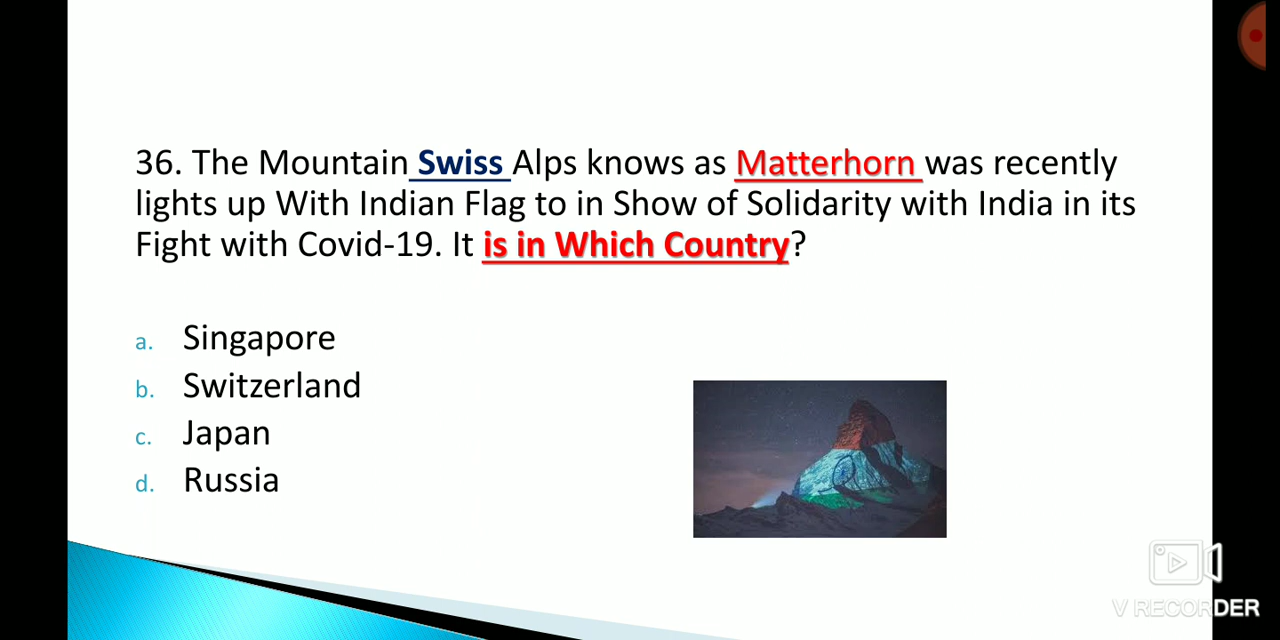 36. The Mountain Swiss Alps knows as Matterhorn was recently
lights up With Indian Flag to in Show of Solidarity with India in its
Fight with Covid-19. It is in Which Country?
a. Singapore
b. Switzerland
c. Japan
d. Russia
V RECORDER